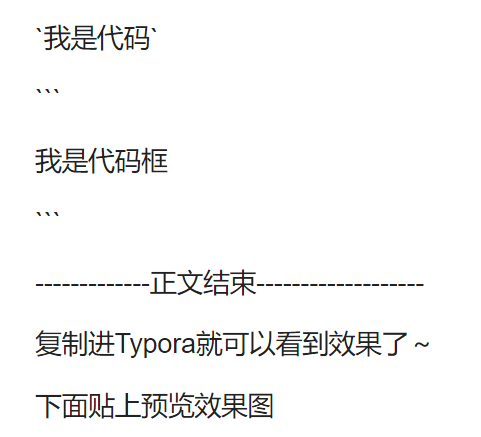 `我是代码`
```
我是代码框
```
-------------正文结束-------------------
复制进Typora就可以看到效果了～
下面贴上预览效果图